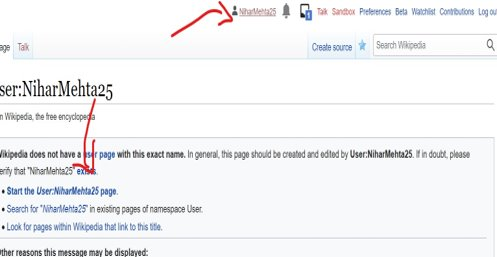 NiharMehta25 1 Talk Sandbox Preferences Beta Watchlist Contributions Log ou
age Talk Create source Search Wikipedia
ser:NiharMehta25
n Wikipedia, the free encyclopedia
Wikipedia does not have a user page with this exact name. In general, this page should be created and edited by User:NiharMehta25. If in doubt, please
erify that "NiharMehta25" exists.
• Start the User:NiharMehta25 page.
• Search for "NiharMehta25" in existing pages of namespace User.
• Look for pages within Wikipedia that link to this title.
Other reasons this message may be displayed: